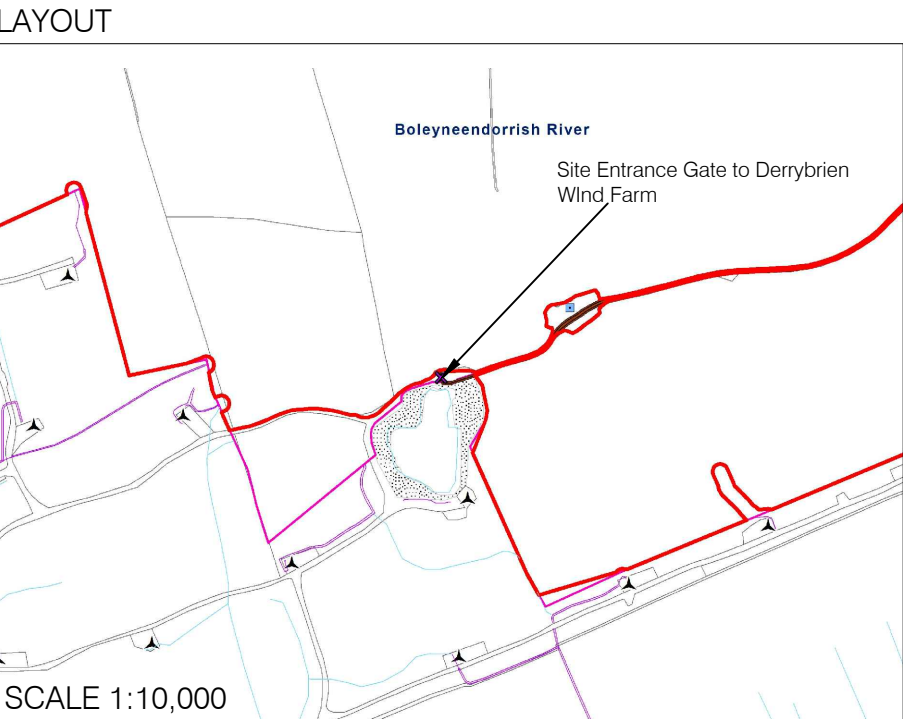 LAYOUT
Boleyneendorrish River
Site Entrance Gate to Derrybrien
WInd Farm
SCALE 1:10,000